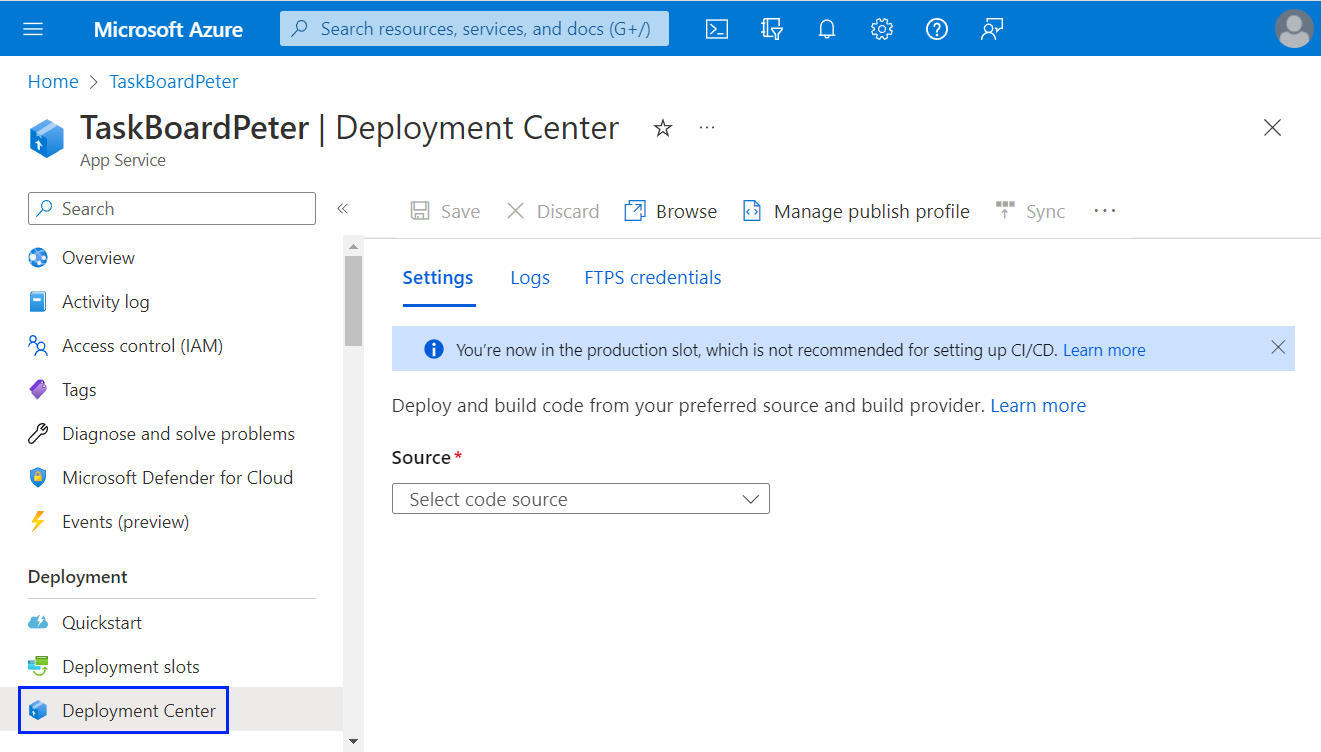 Microsoft Azure
Search resources, services, and docs (G+/)
Home > TaskBoardPeter
TaskBoardPeter | Deployment Center
App Service
Search
Save
Discard
Browse
Manage publish profile
Sync
Overview
Activity log
Access control (IAM)
Tags
Diagnose and solve problems
Microsoft Defender for Cloud
Events (preview)
Deployment
Quickstart
Deployment slots
Deployment Center
Settings
Logs
FTPS credentials
You’re now in the production slot, which is not recommended for setting up CI/CD. Learn more
Deploy and build code from your preferred source and build provider. Learn more
Source*
Select code source